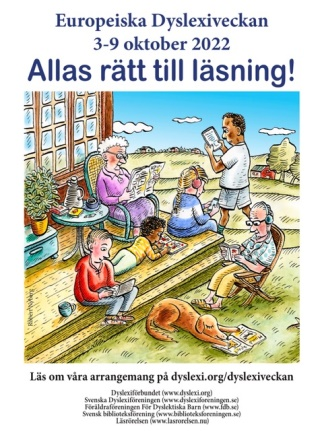 Europeiska Dyslexiveckan
3-9 oktober 2022
Allas rätt till läsning!
Läs om våra arrangemang på dyslexi.org/dyslexiveckan
Dyslexiförbundet (www.dyslexi.org)
Svenska Dyslexiföreningen (www.dyslexiforeningen.se)
Föräldraföreningen För Dyslektiska Barn (www.fdb.se)
Svensk biblioteksförening (www.biblioteksforeningen.se)
Läsrörelsen (www.lasrorelsen.nu)